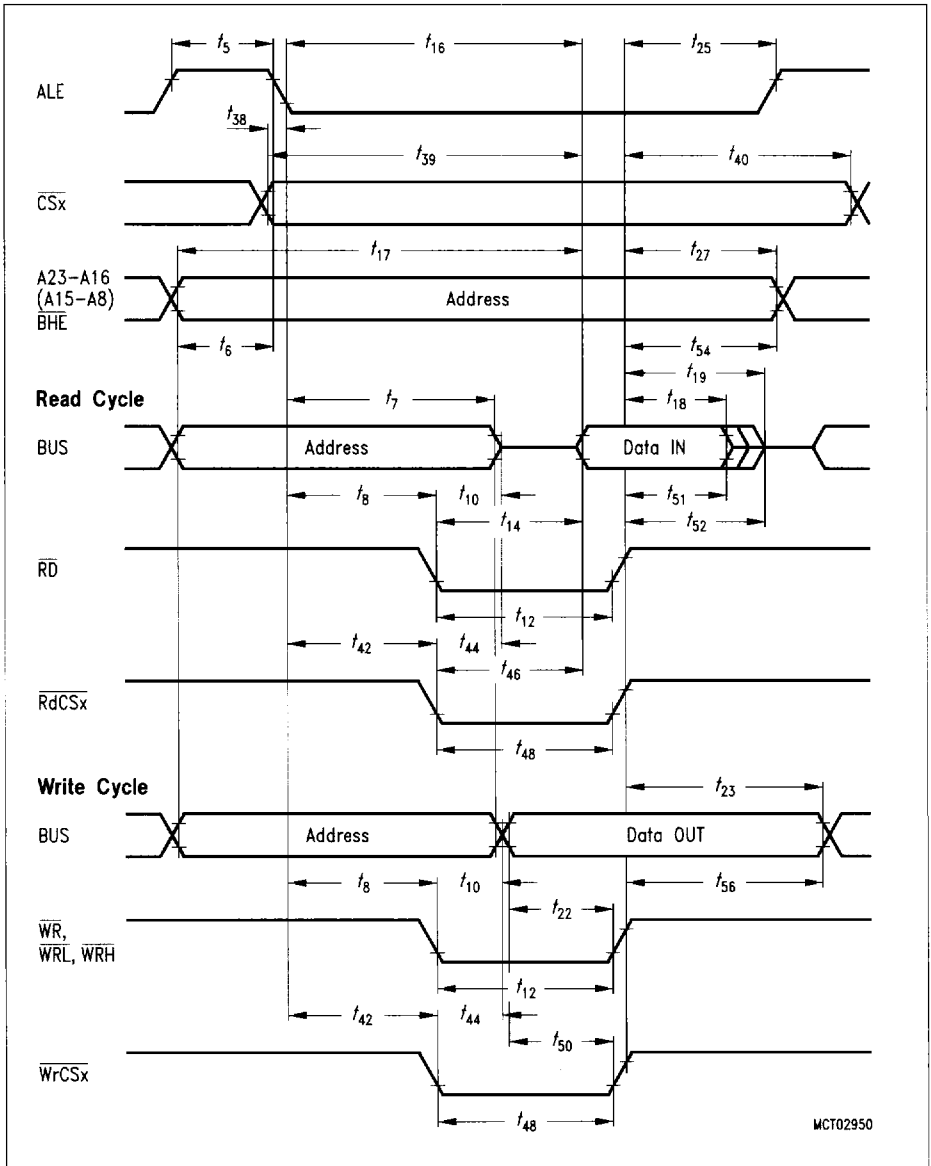 t5 t16 t25
ALE
t38
t39 t40
CSx
t17 t27
A23-A16
(A15-A8)
BHE
Address
t6 t54
t19
Read Cycle
t7 t18
BUS
Address Data IN
t8 t10 t51
t14 t52
RD
t12
t42 t44
t46
RdCSx
t48
Write Cycle
t23
BUS
Address Data OUT
t8 t10 t56
t22
WR,
WRL, WRH
t12
t42 t44
t50
WrCSx
t48
MCT02950